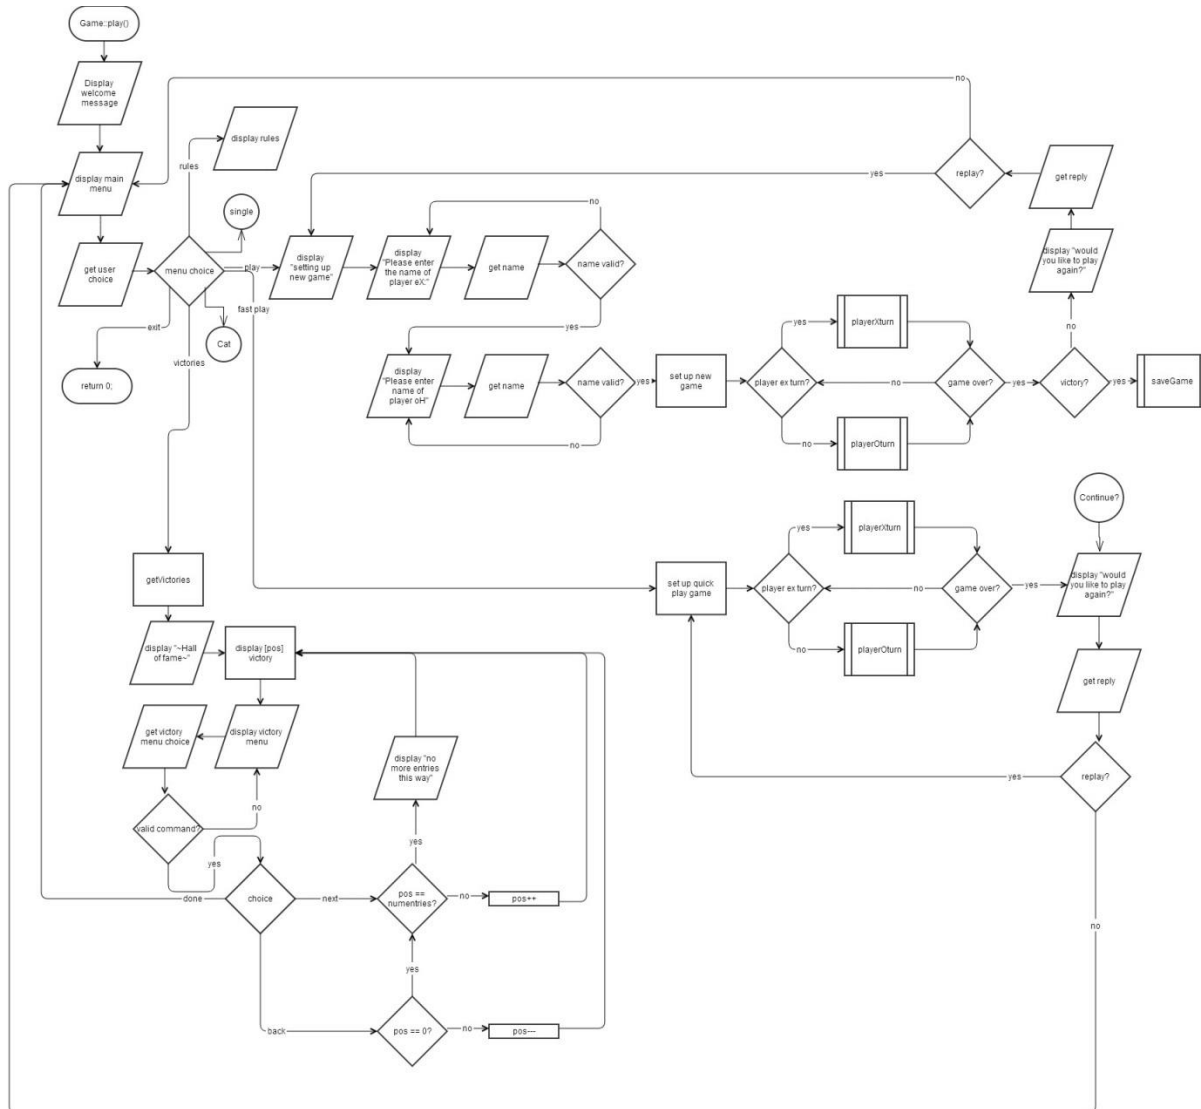 Game::play()
Display
welcome
message
no
display rules
rules
replay?
get reply
yes
display main
menu
single
no
display "would
you like to play
again?"
get user
choice
menu choice
play
display
"setting up
new game"
display
"Please enter
the name of
player eX:"
get name
name valid?
exit
fast play
victories
Cat
return 0;
yes
no
display
"Please enter
name of
player oH"
get name
name valid?
yes
no
set up new
game
player ex turn?
yes
playerXturn
no
game over?
yes
victory?
yes
saveGame
no
playerOturn
Continue?
getVictories
set up quick
play game
player ex turn?
yes
playerXturn
no
game over?
yes
display "would
you like to play
again?"
no
playerOturn
get reply
display "~Hall
of fame~"
display [pos]
victory
get victory
menu choice
display victory
menu
display "no
more entries
this way"
yes
replay?
valid command?
no
yes
yes
done
choice
next
pos ==
numentries?
no
pos++
no
yes
back
pos == 0?
no
pos---